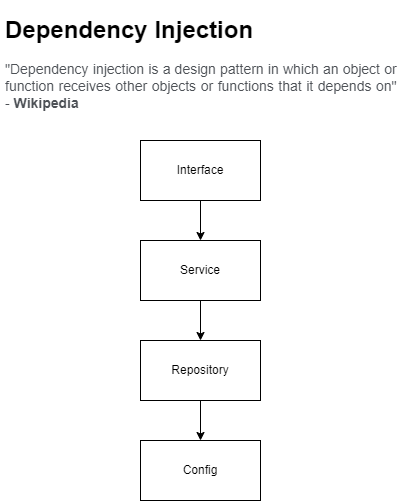 Dependency Injection
"Dependency injection is a design pattern in which an object or
function receives other objects or functions that it depends on"
- Wikipedia
Interface
Service
Repository
Config